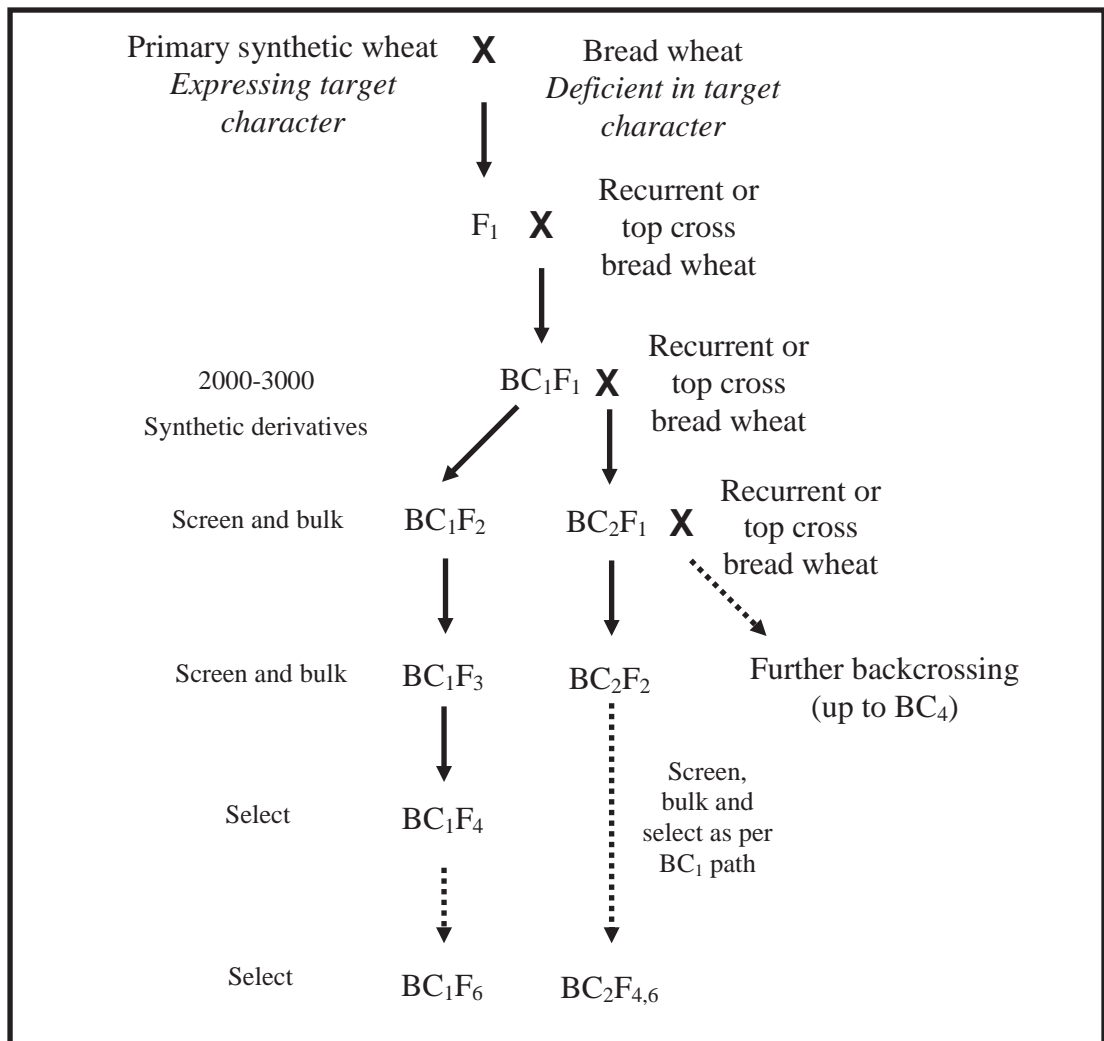 Primary synthetic wheat X Bread wheat
Expressing target Deficient in target
character character
F₁ X Recurrent or
top cross
bread wheat
2000-3000 BC₁F₁ X Recurrent or
top cross
Synthetic derivatives bread wheat
Screen and bulk BC₁F₂ BC₂F₁ X Recurrent or
top cross
bread wheat
Screen and bulk BC₁F₃ BC₂F₂ Further backcrossing
(up to BC₄)
Select BC₁F₄
Screen,
bulk and
select as per
BC₁ path
Select BC₁F₆ BC₂F₄,₆